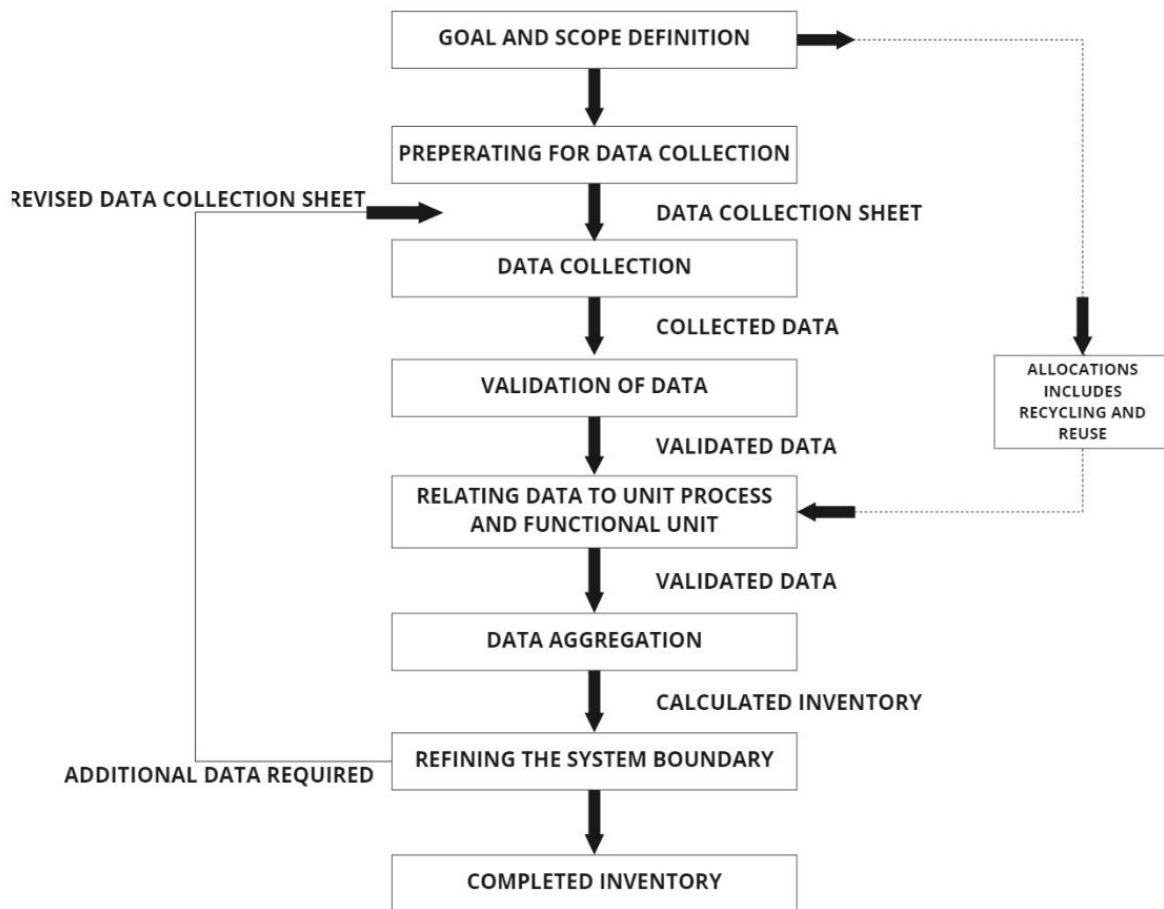 GOAL AND SCOPE DEFINITION
PREPERATING FOR DATA COLLECTION
REVISED DATA COLLECTION SHEET
DATA COLLECTION SHEET
DATA COLLECTION
COLLECTED DATA
ALLOCATIONS
INCLUDES
RECYCLING AND
REUSE
VALIDATION OF DATA
VALIDATED DATA
RELATING DATA TO UNIT PROCESS
AND FUNCTIONAL UNIT
VALIDATED DATA
DATA AGGREGATION
CALCULATED INVENTORY
REFINING THE SYSTEM BOUNDARY
ADDITIONAL DATA REQUIRED
COMPLETED INVENTORY